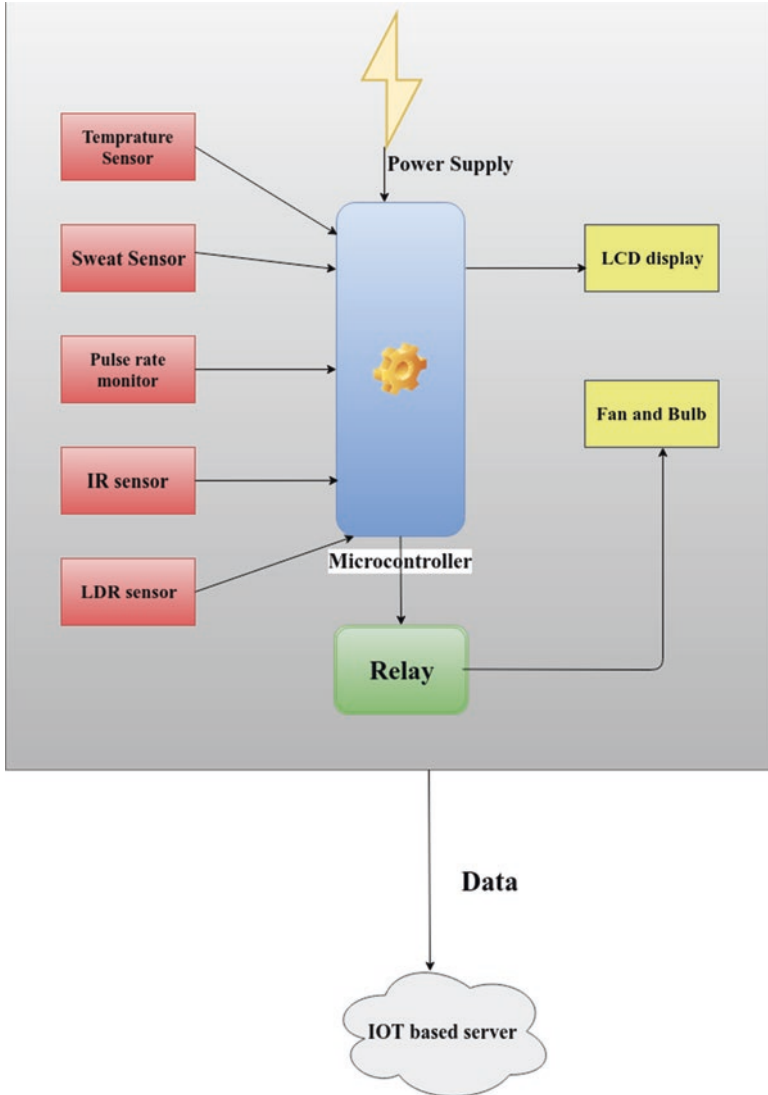 Power Supply
Temprature
Sensor
Sweat Sensor
Pulse rate
monitor
IR sensor
LDR sensor
Microcontroller
LCD display
Fan and Bulb
Relay
Data
IOT based server